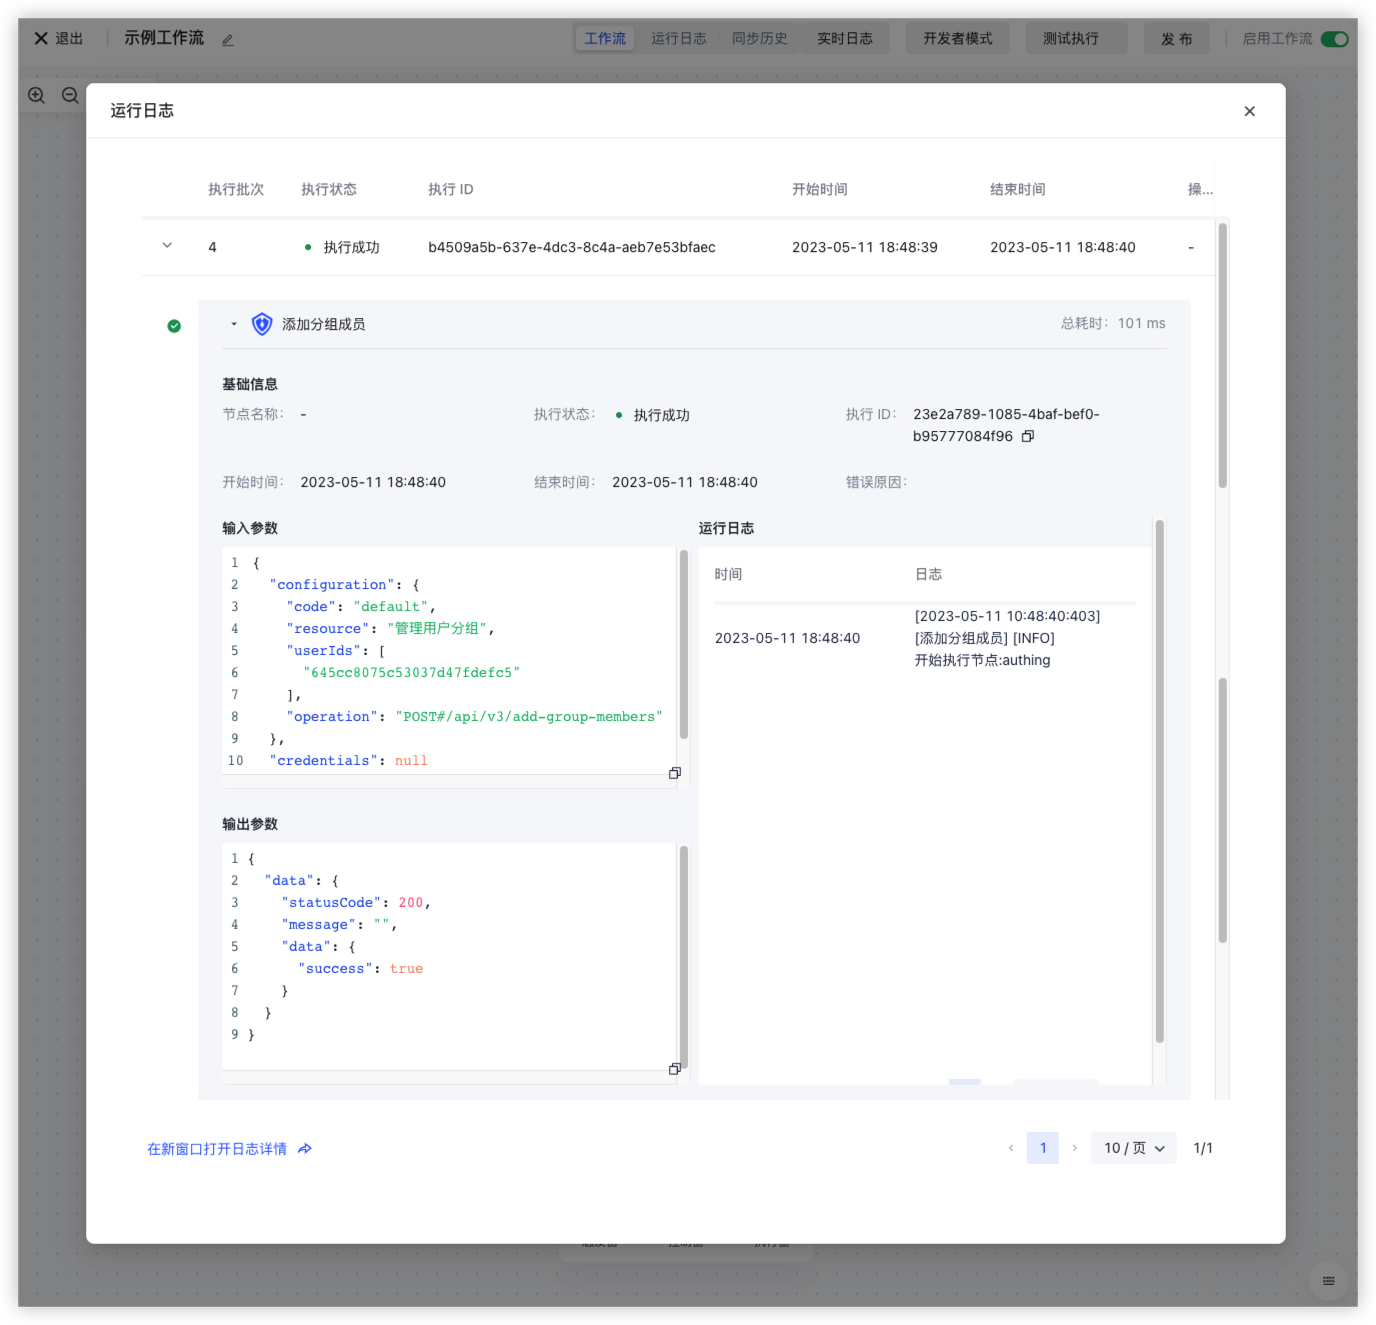 退出
示例工作流
工作流
运行日志
同步历史
实时日志
开发者模式
测试执行
发 布
启用工作流
运行日志
执行批次 执行状态 执行 ID 开始时间 结束时间 操...
4 执行成功 b4509a5b-637e-4dc3-8c4a-aeb7e53bfaec 2023-05-11 18:48:39 2023-05-11 18:48:40 -
添加分组成员
总耗时: 101 ms
基础信息
节点名称: -
执行状态: 执行成功
执行 ID: 23e2a789-1085-4baf-bef0-
b95777084f96
开始时间: 2023-05-11 18:48:40
结束时间: 2023-05-11 18:48:40
错误原因:
输入参数
1 {
2 "configuration": {
3 "code": "default",
4 "resource": "管理用户分组",
5 "userIds": [
6 "645cc8075c53037d47fdefc5"
7 ],
8 "operation": "POST#/api/v3/add-group-members"
9 },
10 "credentials": null
运行日志
时间 日志
2023-05-11 18:48:40
[2023-05-11 10:48:40:403]
[添加分组成员] [INFO]
开始执行节点:authing
输出参数
1 {
2 "data": {
3 "statusCode": 200,
4 "message": "",
5 "data": {
6 "success": true
7 }
8 }
9 }
在新窗口打开日志详情
1
10 / 页
1/1